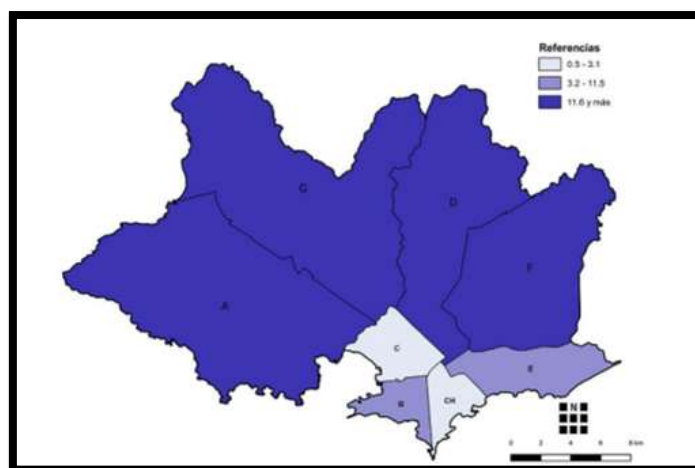 Referencias
0.5 - 3.1
3.2 - 11.5
11.6 y más
G
D
F
A
C
E
B
CH
N
0 2 4 6 8 km